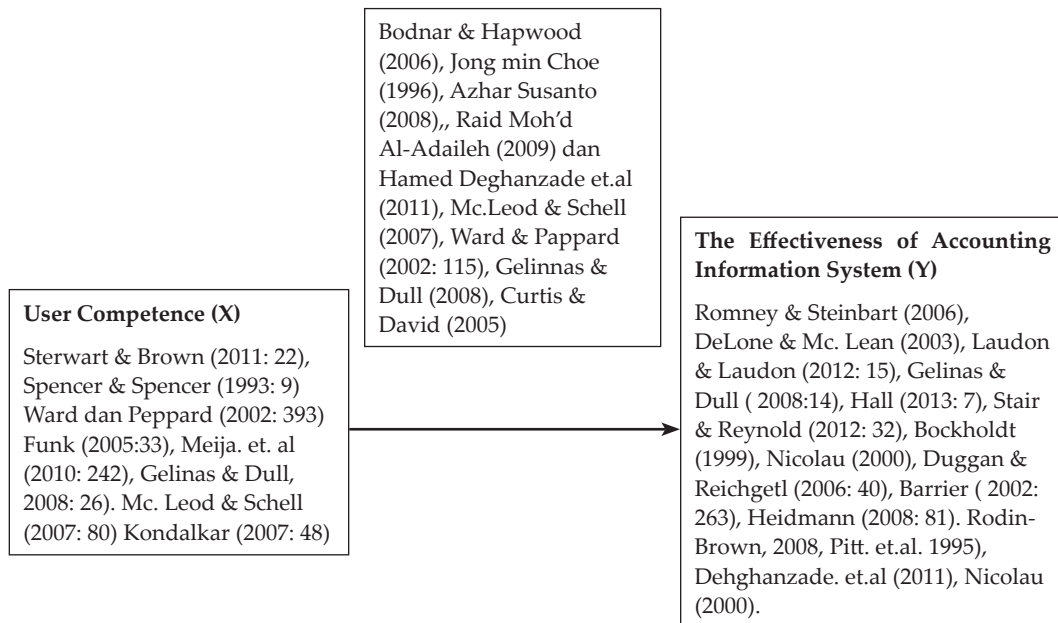 Bodnar & Hapwood
(2006), Jong min Choe
(1996), Azhar Susanto
(2008),, Raid Moh'd
Al-Adaileh (2009) dan
Hamed Deghanzade et.al
(2011), Mc.Leod & Schell
(2007), Ward & Pappard
(2002: 115), Gelinnas &
Dull (2008), Curtis &
David (2005)
User Competence (X)
Sterwart & Brown (2011: 22),
Spencer & Spencer (1993: 9)
Ward dan Peppard (2002: 393)
Funk (2005:33), Meija. et. al
(2010: 242), Gelinas & Dull,
2008: 26). Mc. Leod & Schell
(2007: 80) Kondalkar (2007: 48)
The Effectiveness of Accounting
Information System (Y)
Romney & Steinbart (2006),
DeLone & Mc. Lean (2003), Laudon
& Laudon (2012: 15), Gelinas &
Dull ( 2008:14), Hall (2013: 7), Stair
& Reynold (2012: 32), Bockholdt
(1999), Nicolau (2000), Duggan &
Reichgetl (2006: 40), Barrier ( 2002:
263), Heidmann (2008: 81). Rodin-
Brown, 2008, Pitt. et.al. 1995),
Dehghanzade. et.al (2011), Nicolau
(2000).